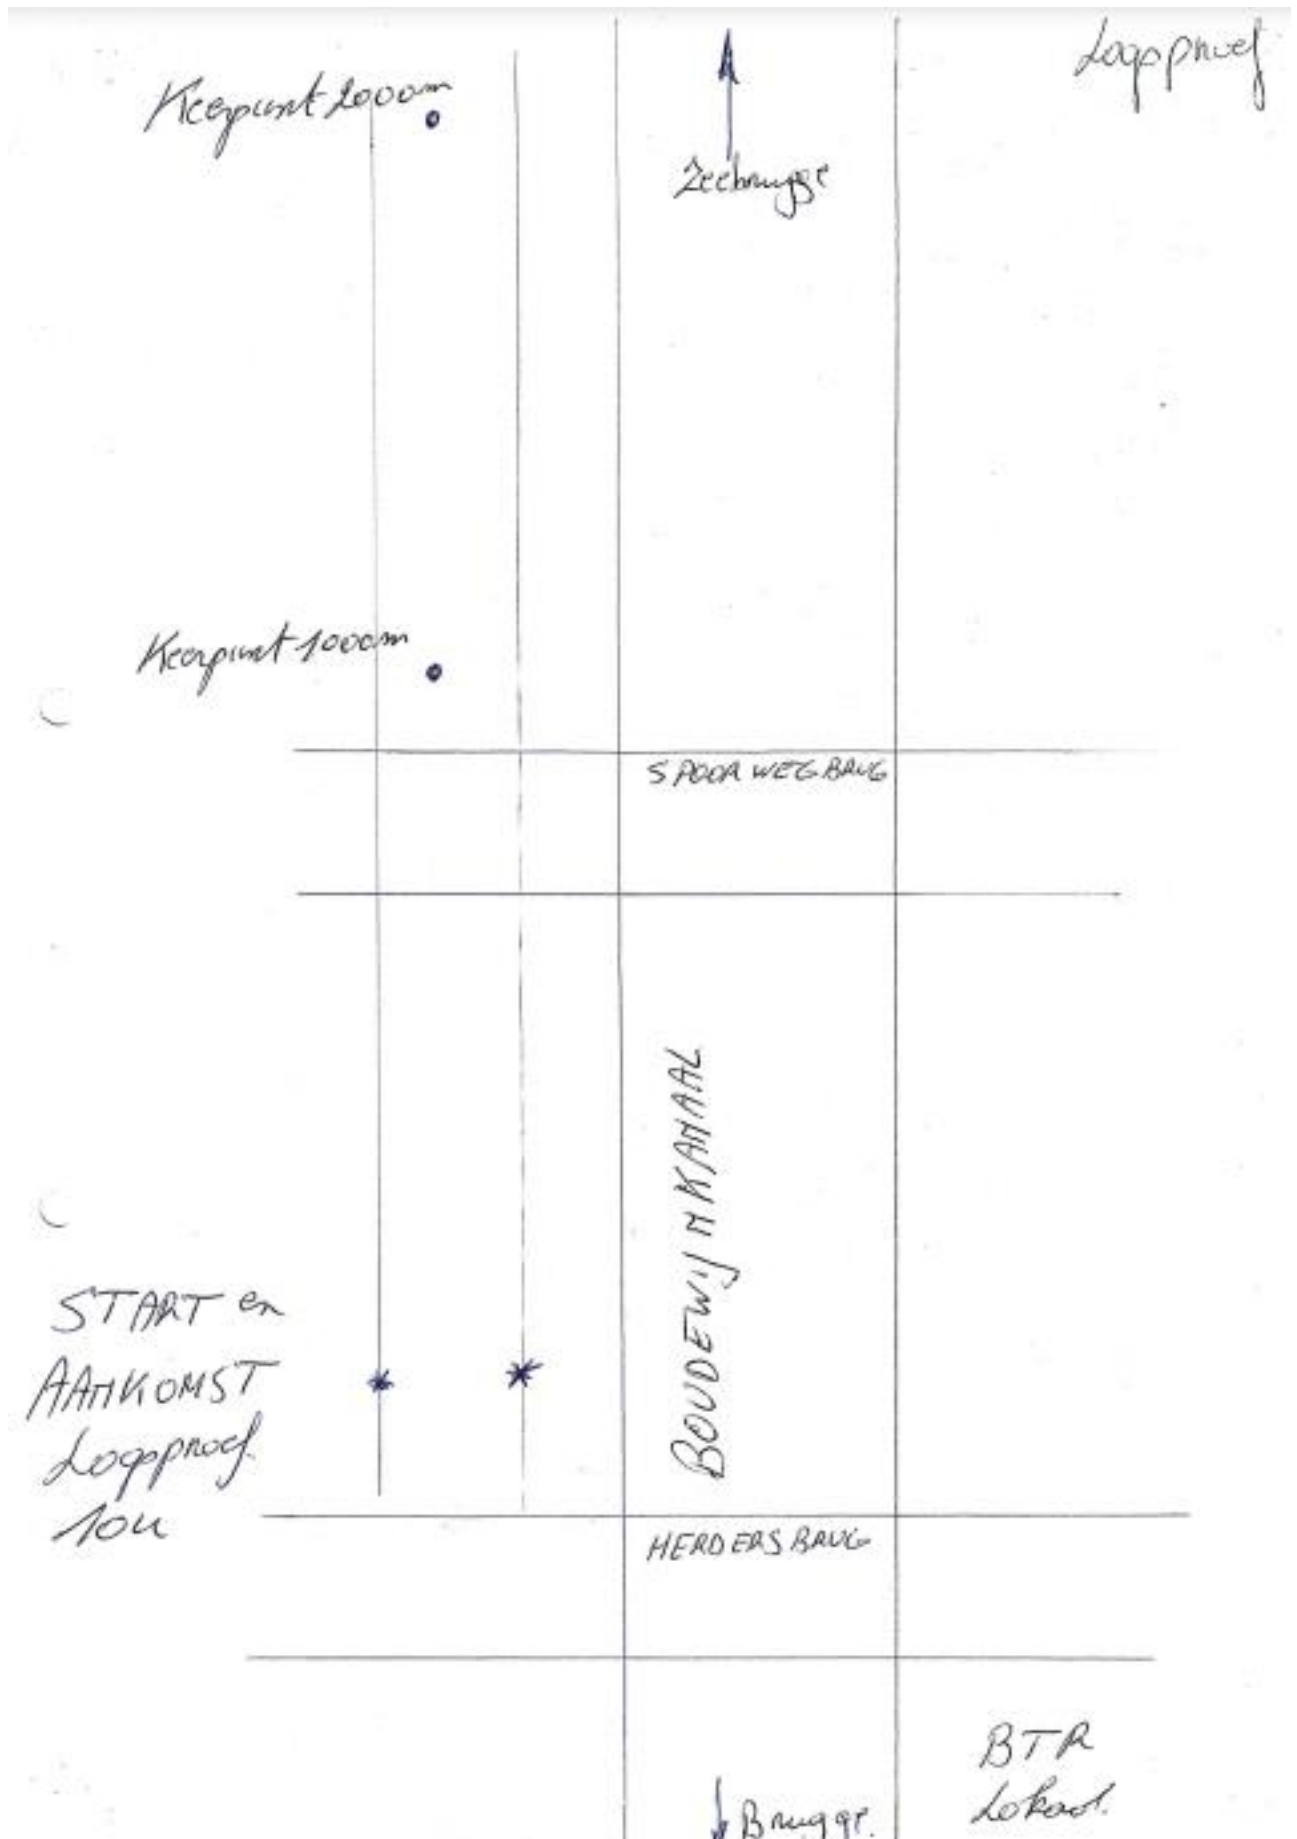 Loopproef
Keerpunt 2000m
Zeebrugge
Keerpunt 1000m
SPOORWEGBRUG
BOUDEWIJNKANAAL
START en
AANKOMST
Loopproef.
10u
HERDERSBRUG
BTR
Lokaal.
Brugge.